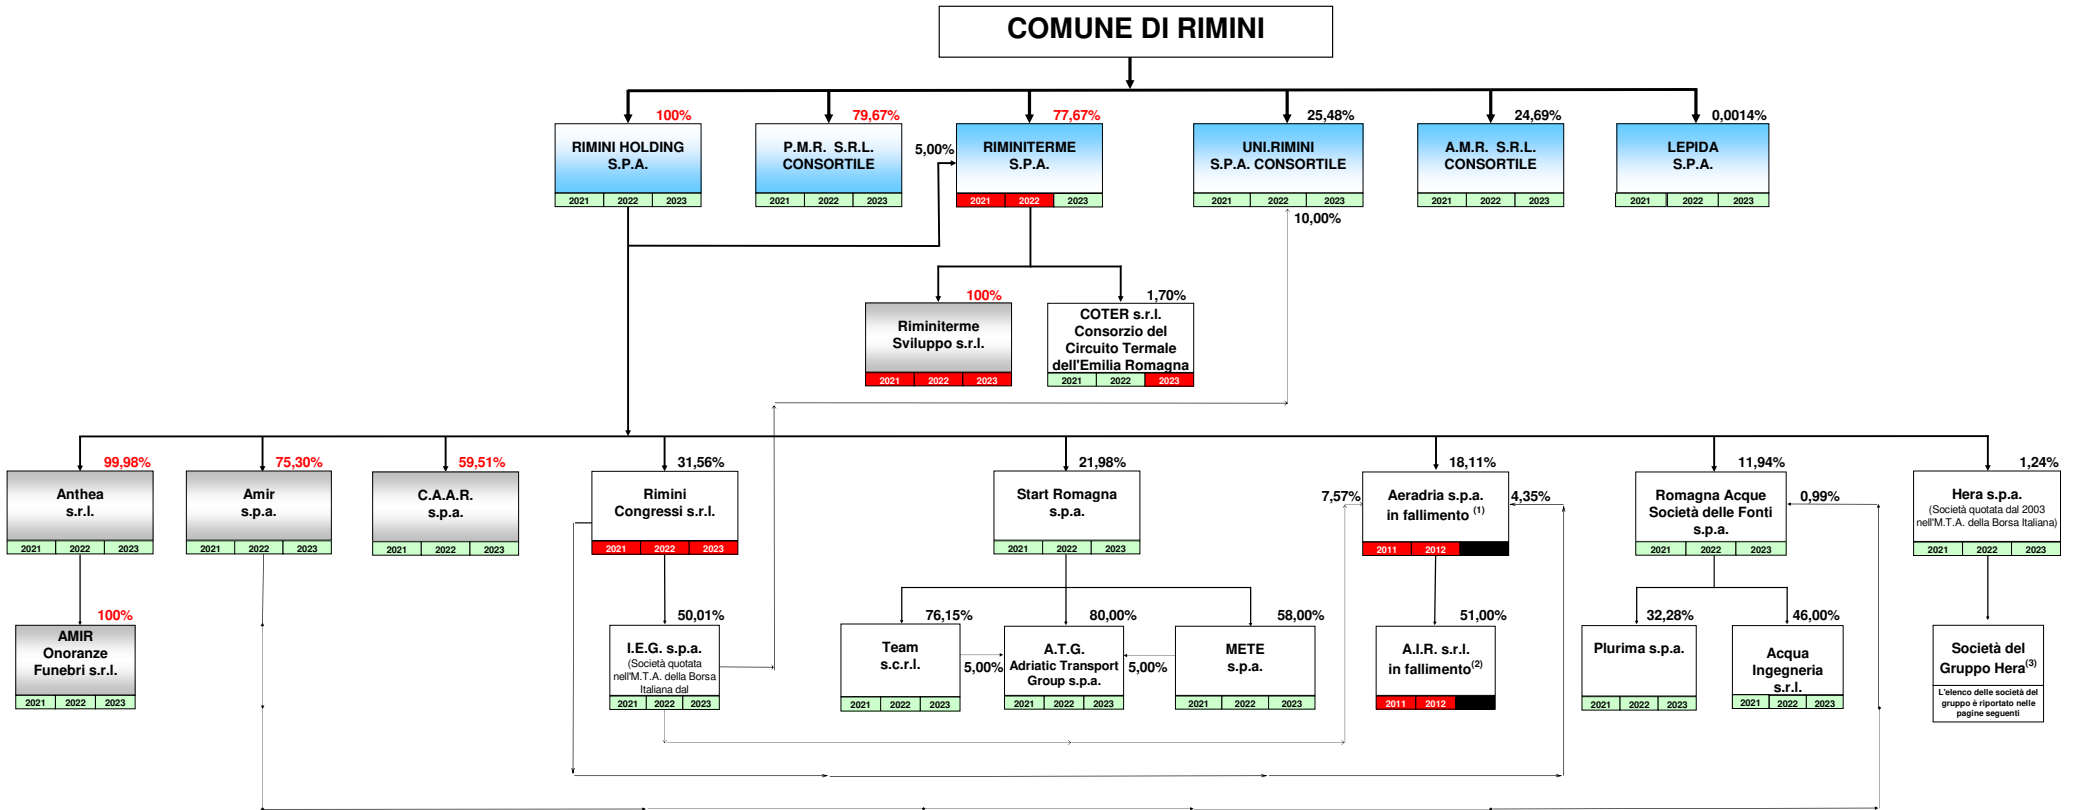 COMUNE DI RIMINI
100%
79,67%
77,67%
25,48%
24,69%
0,0014%
RIMINI HOLDING
S.P.A.
2021 2022 2023
P.M.R. S.R.L.
CONSORTILE
2021 2022 2023
5,00%
RIMINITERME
S.P.A.
2021 2022 2023
UNI.RIMINI
S.P.A. CONSORTILE
2021 2022 2023
10,00%
A.M.R. S.R.L.
CONSORTILE
2021 2022 2023
LEPIDA
S.P.A.
2021 2022 2023
100%
Riminiterme
Sviluppo s.r.l.
2021 2022 2023
1,70%
COTER s.r.l.
Consorzio del
Circuito Termale
dell'Emilia Romagna
2021 2022 2023
99,98%
Anthea
s.r.l.
2021 2022 2023
75,30%
Amir
s.p.a.
2021 2022 2023
59,51%
C.A.A.R.
s.p.a.
2021 2022 2023
31,56%
Rimini
Congressi s.r.l.
2021 2022 2023
21,98%
Start Romagna
s.p.a.
2021 2022 2023
18,11%
7,57%
Aeradria s.p.a.
in fallimento (1)
4,35%
2011 2012
11,94%
Romagna Acque
Società delle Fonti
s.p.a.
0,99%
2021 2022 2023
1,24%
Hera s.p.a.
(Società quotata dal 2003
nell'M.T.A. della Borsa Italiana)
2021 2022 2023
100%
AMIR
Onoranze
Funebri s.r.l.
2021 2022 2023
50,01%
I.E.G. s.p.a.
(Società quotata
nell'M.T.A. della Borsa
Italiana dal
2021 2022 2023
76,15%
Team
s.c.r.l.
2021 2022 2023
5,00%
80,00%
A.T.G.
Adriatic Transport
Group s.p.a.
2021 2022 2023
5,00%
58,00%
METE
s.p.a.
2021 2022 2023
51,00%
A.I.R. s.r.l.
in fallimento(2)
2011 2012
32,28%
Plurima s.p.a.
2021 2022 2023
46,00%
Acqua
Ingegneria
s.r.l.
2021 2022 2023
Società del
Gruppo Hera(3)
L'elenco delle società del
gruppo è riportato nelle
pagine seguenti